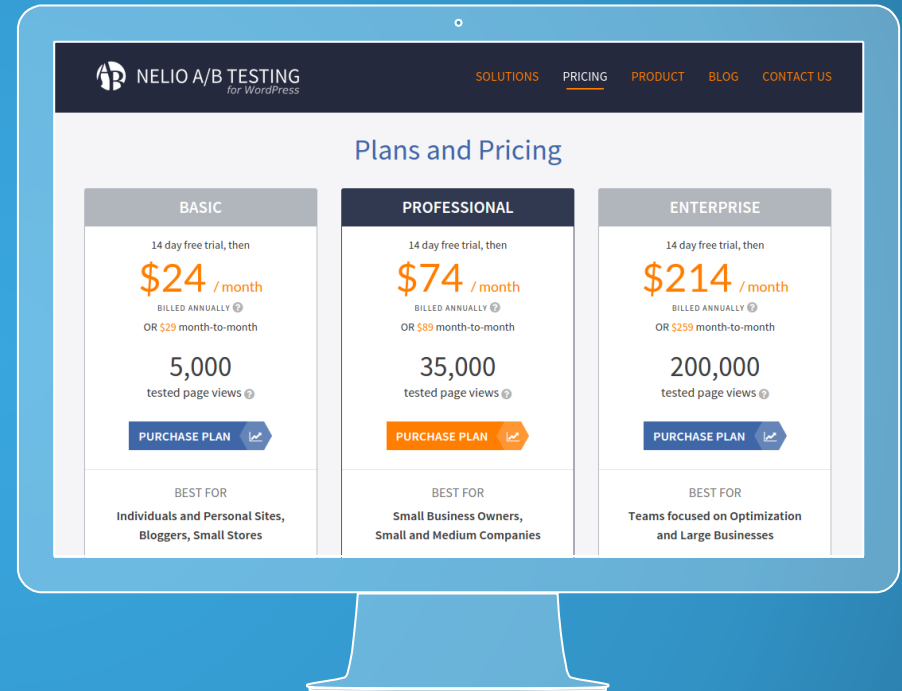 NELIO A/B TESTING
for WordPress
SOLUTIONS PRICING PRODUCT BLOG CONTACT US
Plans and Pricing
BASIC
14 day free trial, then
$24 / month
BILLED ANNUALLY ?
OR $29 month-to-month
5,000
tested page views ?
PURCHASE PLAN
BEST FOR
Individuals and Personal Sites,
Bloggers, Small Stores
PROFESSIONAL
14 day free trial, then
$74 / month
BILLED ANNUALLY ?
OR $89 month-to-month
35,000
tested page views ?
PURCHASE PLAN
BEST FOR
Small Business Owners,
Small and Medium Companies
ENTERPRISE
14 day free trial, then
$214 / month
BILLED ANNUALLY ?
OR $259 month-to-month
200,000
tested page views ?
PURCHASE PLAN
BEST FOR
Teams focused on Optimization
and Large Businesses